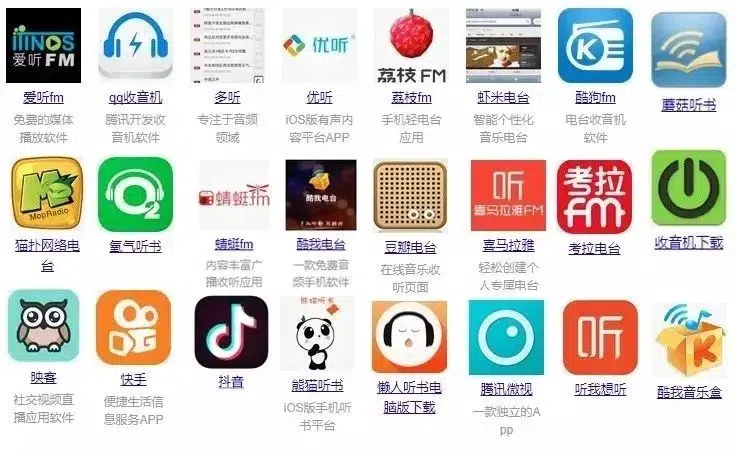 MNOS
爱听FM
优听
荔枝FM
K
爱听fm
qq收音机
多听
优听
荔枝fm
虾米电台
酷狗fm
蘑菇听书
免费的媒体
播放软件
腾讯开发收
音机软件
专注于音频
领域
iOS版有声内
容平台APP
手机轻电台
应用
智能个性化
音乐电台
电台收音机
软件
M
MopRadio
O2
蜻蜓fm
酷我电台
听
喜马拉雅FM
考拉
FM
猫扑网络电
台
氧气听书
蜻蜓fm
酷我电台
豆瓣电台
喜马拉雅
考拉电台
收音机下载
内容丰富广
播收听应用
一款免费音
频手机软件
在线音乐收
听页面
轻松创建个
人专属电台
熊猫听书
听
K
映客
快手
抖音
熊猫听书
懒人听书电
脑版下载
腾讯微视
听我想听
酷我音乐盒
社交视频直
播应用软件
便捷生活信
息服务APP
iOS版手机听
书平台
一款独立的A
pp